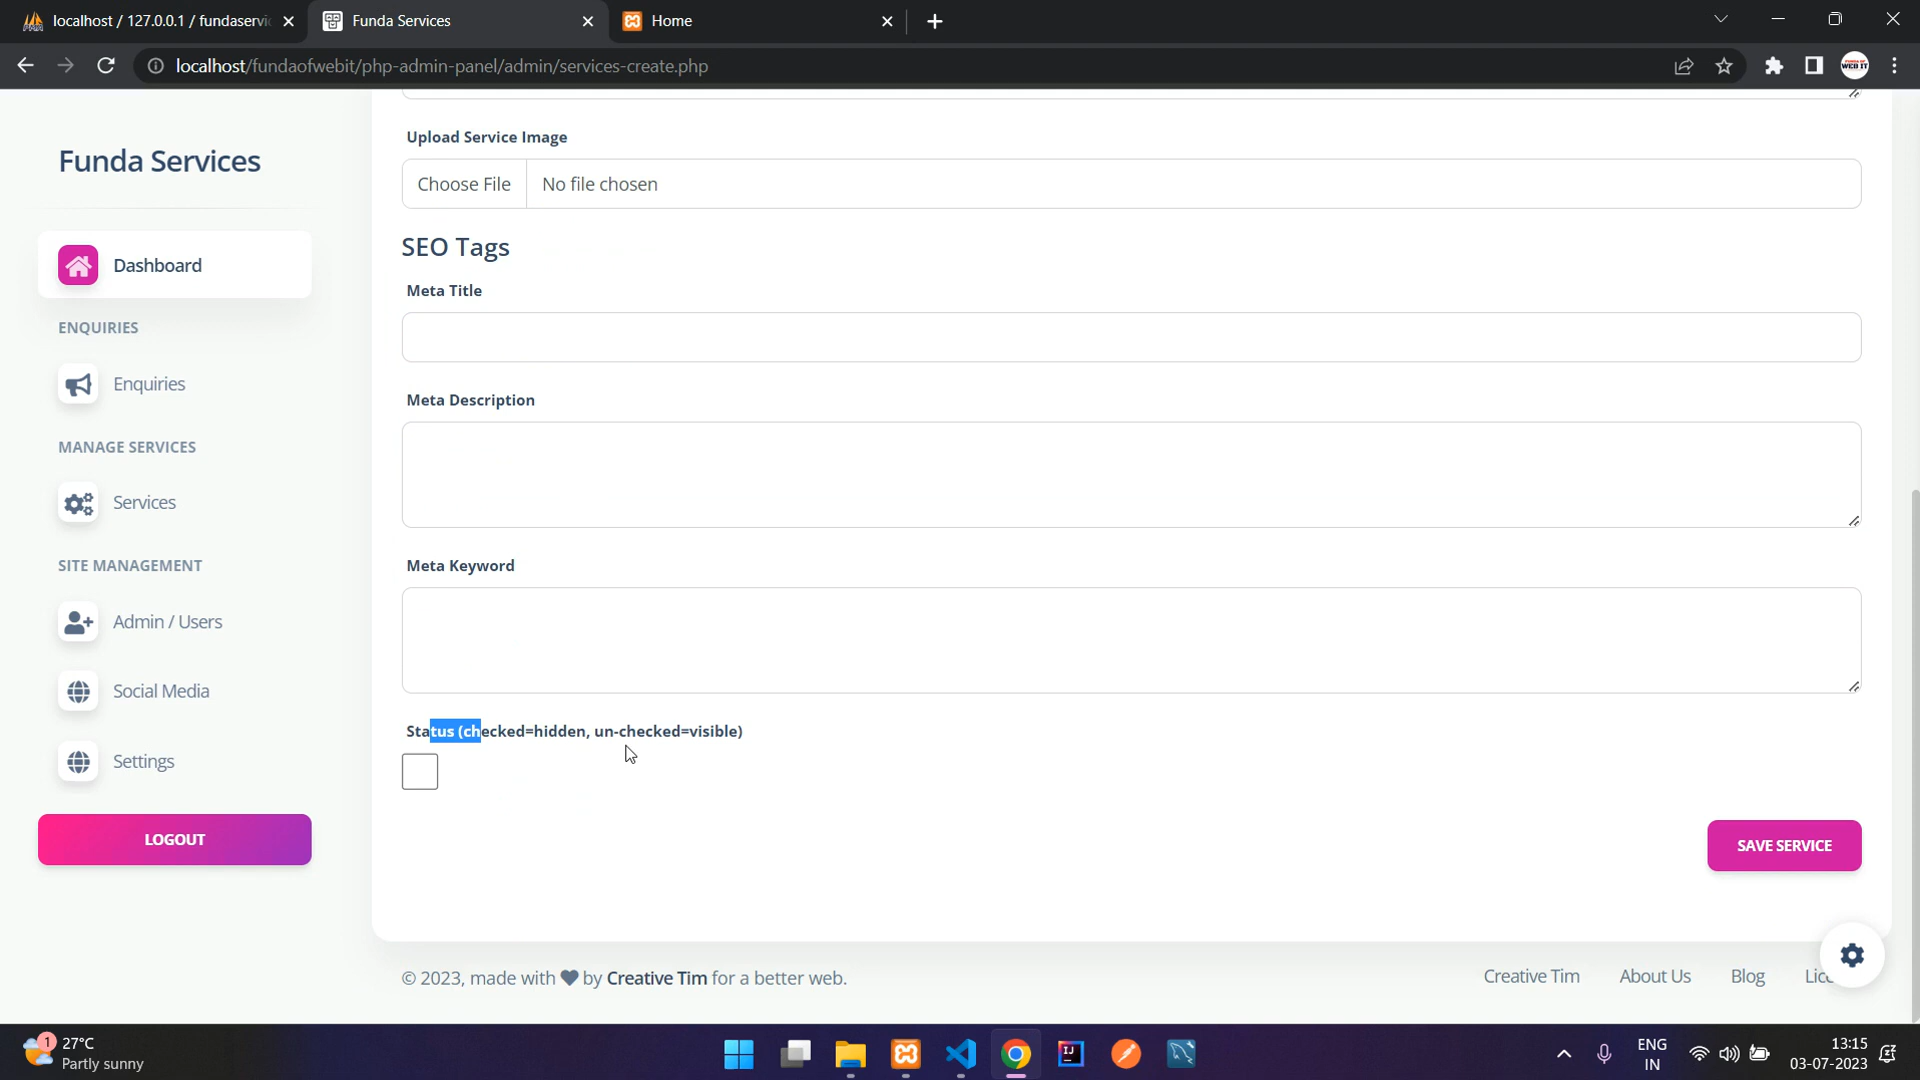 localhost / 127.0.0.1 / fundaservic
Funda Services
Home
localhost/fundaofwebit/php-admin-panel/admin/services-create.php
WEB IT
Funda Services
Dashboard
ENQUIRIES
Enquiries
MANAGE SERVICES
Services
SITE MANAGEMENT
Admin / Users
Social Media
Settings
LOGOUT
Upload Service Image
Choose File
No file chosen
SEO Tags
Meta Title
Meta Description
Meta Keyword
Status (checked=hidden, un-checked=visible)
SAVE SERVICE
© 2023, made with ♥ by Creative Tim for a better web.
Creative Tim
About Us
Blog
1
27°C
Partly sunny
ENG
IN
13:15
03-07-2023